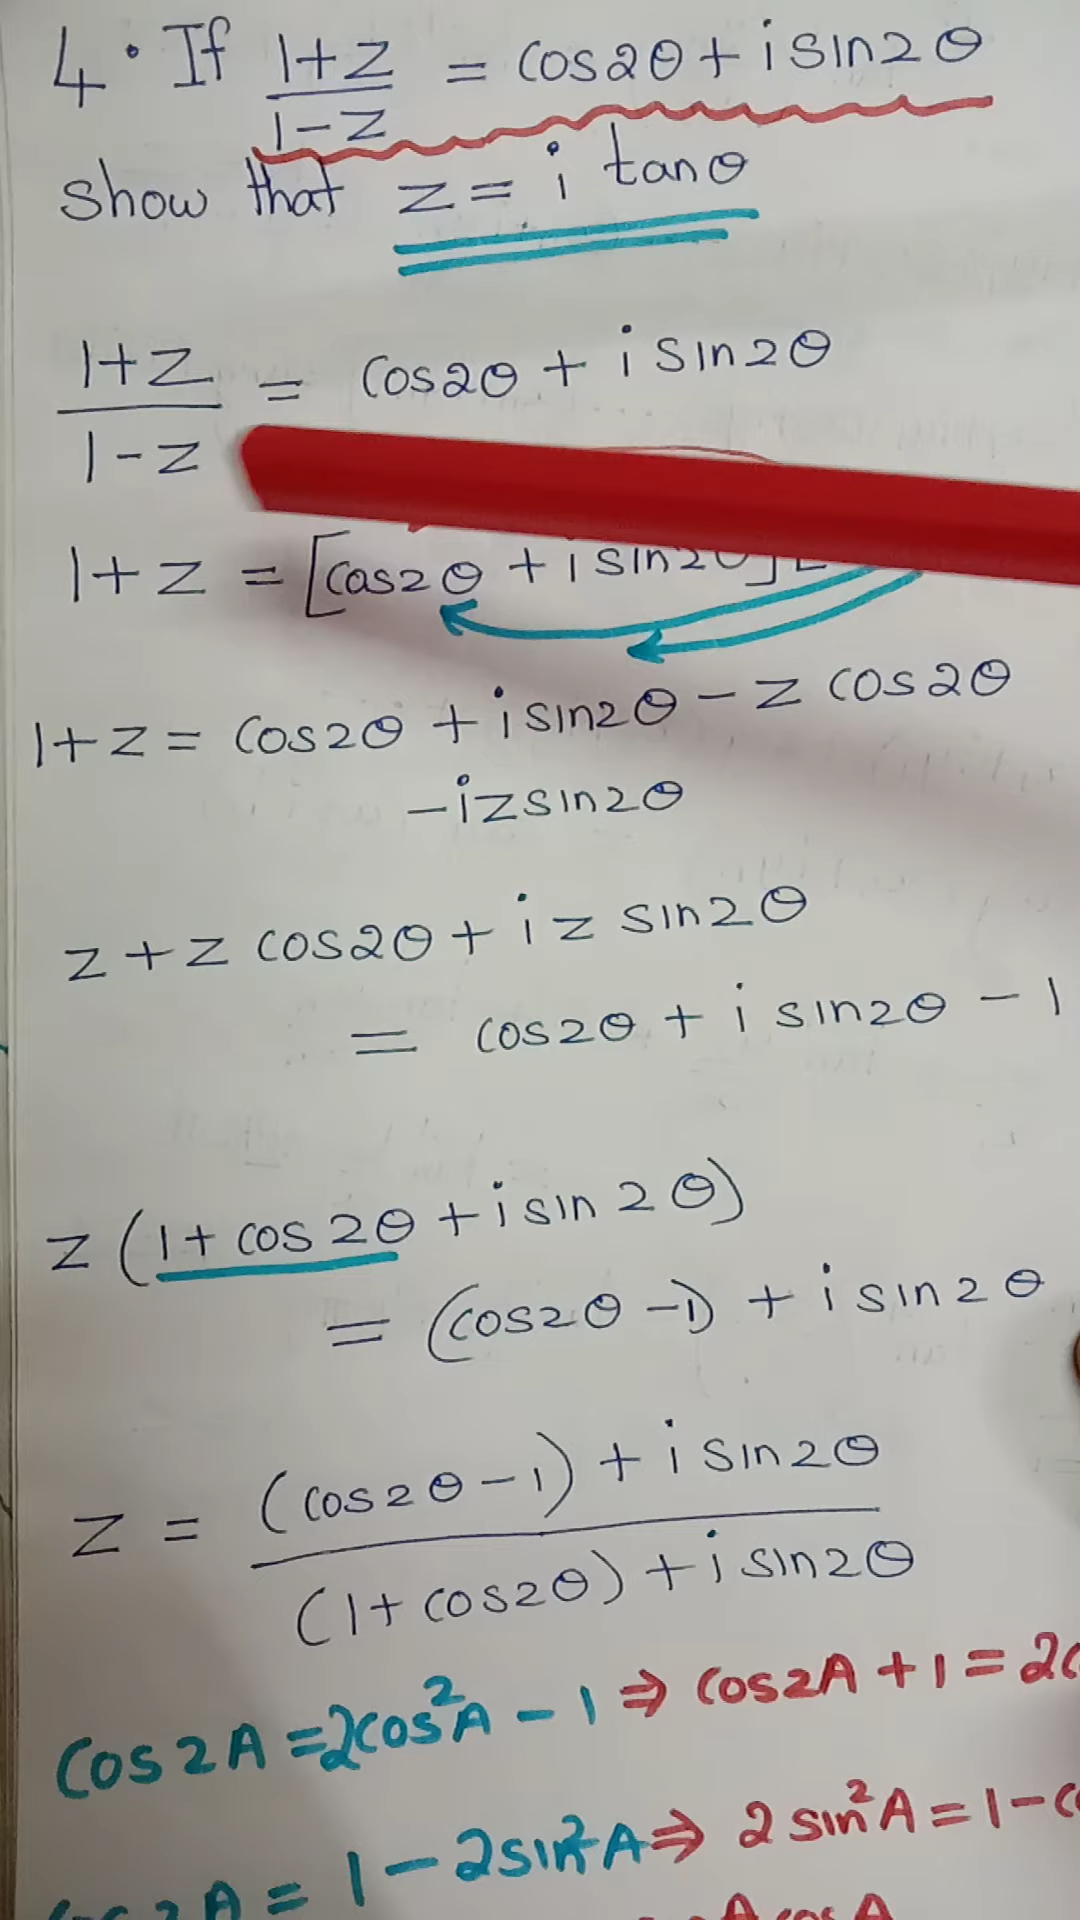 4. If 1+z/1-z = cos2θ + i sin2θ
show that z = i tanθ
1+z/1-z = cos2θ + i sin2θ
1+z = [cos2θ + i sin2θ]
1+z = cos2θ + i sin2θ - z cos2θ
-iz sin2θ
z + z cos2θ + i z sin2θ
= cos2θ + i sin2θ - 1
z (1+ cos 2θ + i sin 2θ)
= (cos2θ -1) + i sin2θ
z = (cos2θ -1) + i sin2θ/(1+ cos2θ) + i sin2θ
cos2A = 2cos²A - 1 ⇒ cos2A + 1 = 2
= 1 - 2sin²A ⇒ 2 sin²A = 1 -
cos A